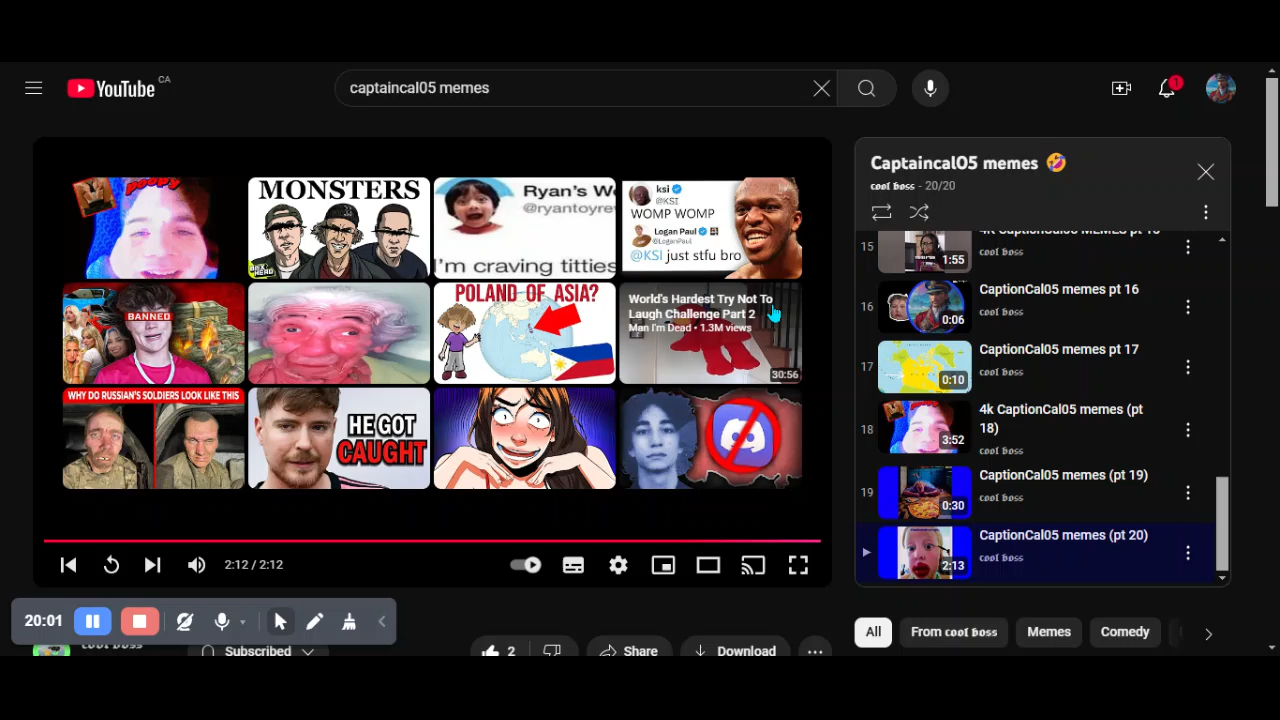 YouTube CA
captaincal05 memes
1
poopy
MONSTERS
Ryan's Wo
@ryantoyre
I'm craving titties
ksi
@KSI
WOMP WOMP
Logan Paul
@LoganPaul
@KSI just stfu bro
BANNED
POLAND OF ASIA?
World's Hardest Try Not To
Laugh Challenge Part 2
Man I'm Dead • 1.3M views
30:56
WHY DO RUSSIAN'S SOLDIERS LOOK LIKE THIS
HE GOT
CAUGHT
2:12 / 2:12
20:01
cool boss
Subscribed
2
Share
Download
Captaincal05 memes 🤣
cool boss - 20/20
15
1:55
cool boss
16
0:06
CaptionCal05 memes pt 16
cool boss
17
0:10
CaptionCal05 memes pt 17
cool boss
18
3:52
4k CaptionCal05 memes (pt
18)
cool boss
19
0:30
CaptionCal05 memes (pt 19)
cool boss
2:13
CaptionCal05 memes (pt 20)
cool boss
All
From cool boss
Memes
Comedy